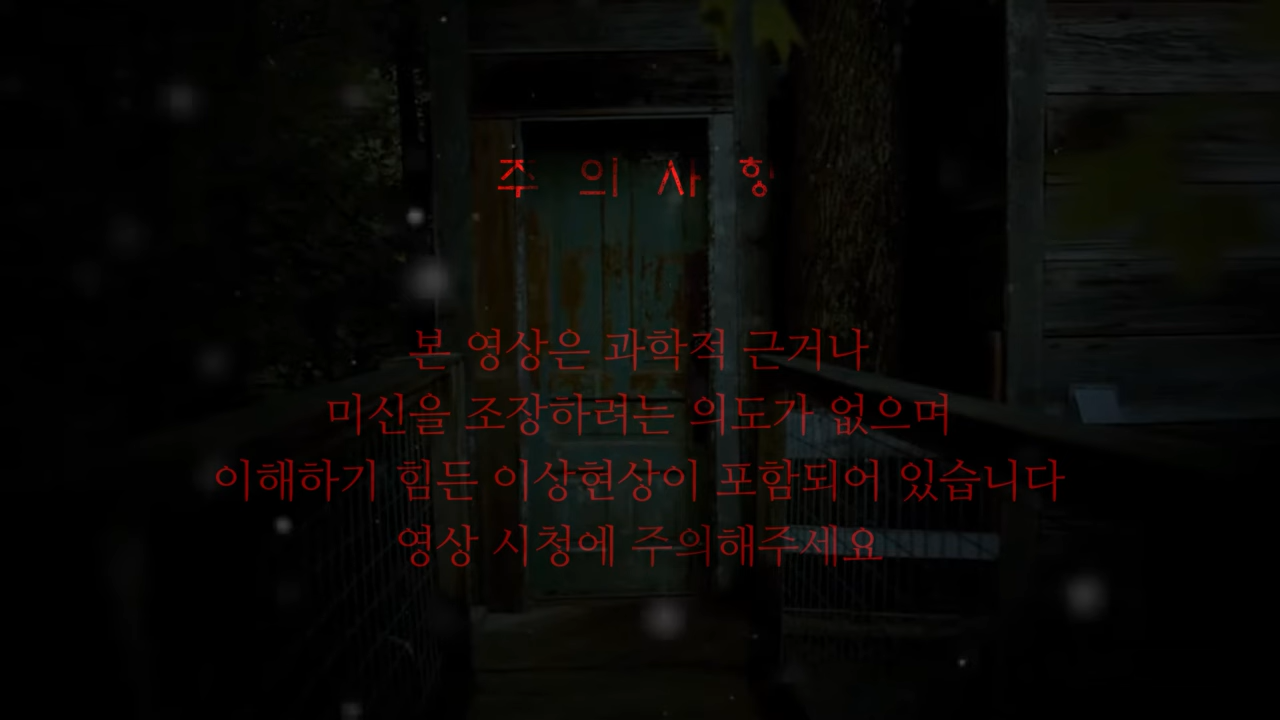 주 의 사 항
본 영상은 과학적 근거나
미신을 조장하려는 의도가 없으며
이해하기 힘든 이상현상이 포함되어 있습니다
영상 시청에 주의해주세요